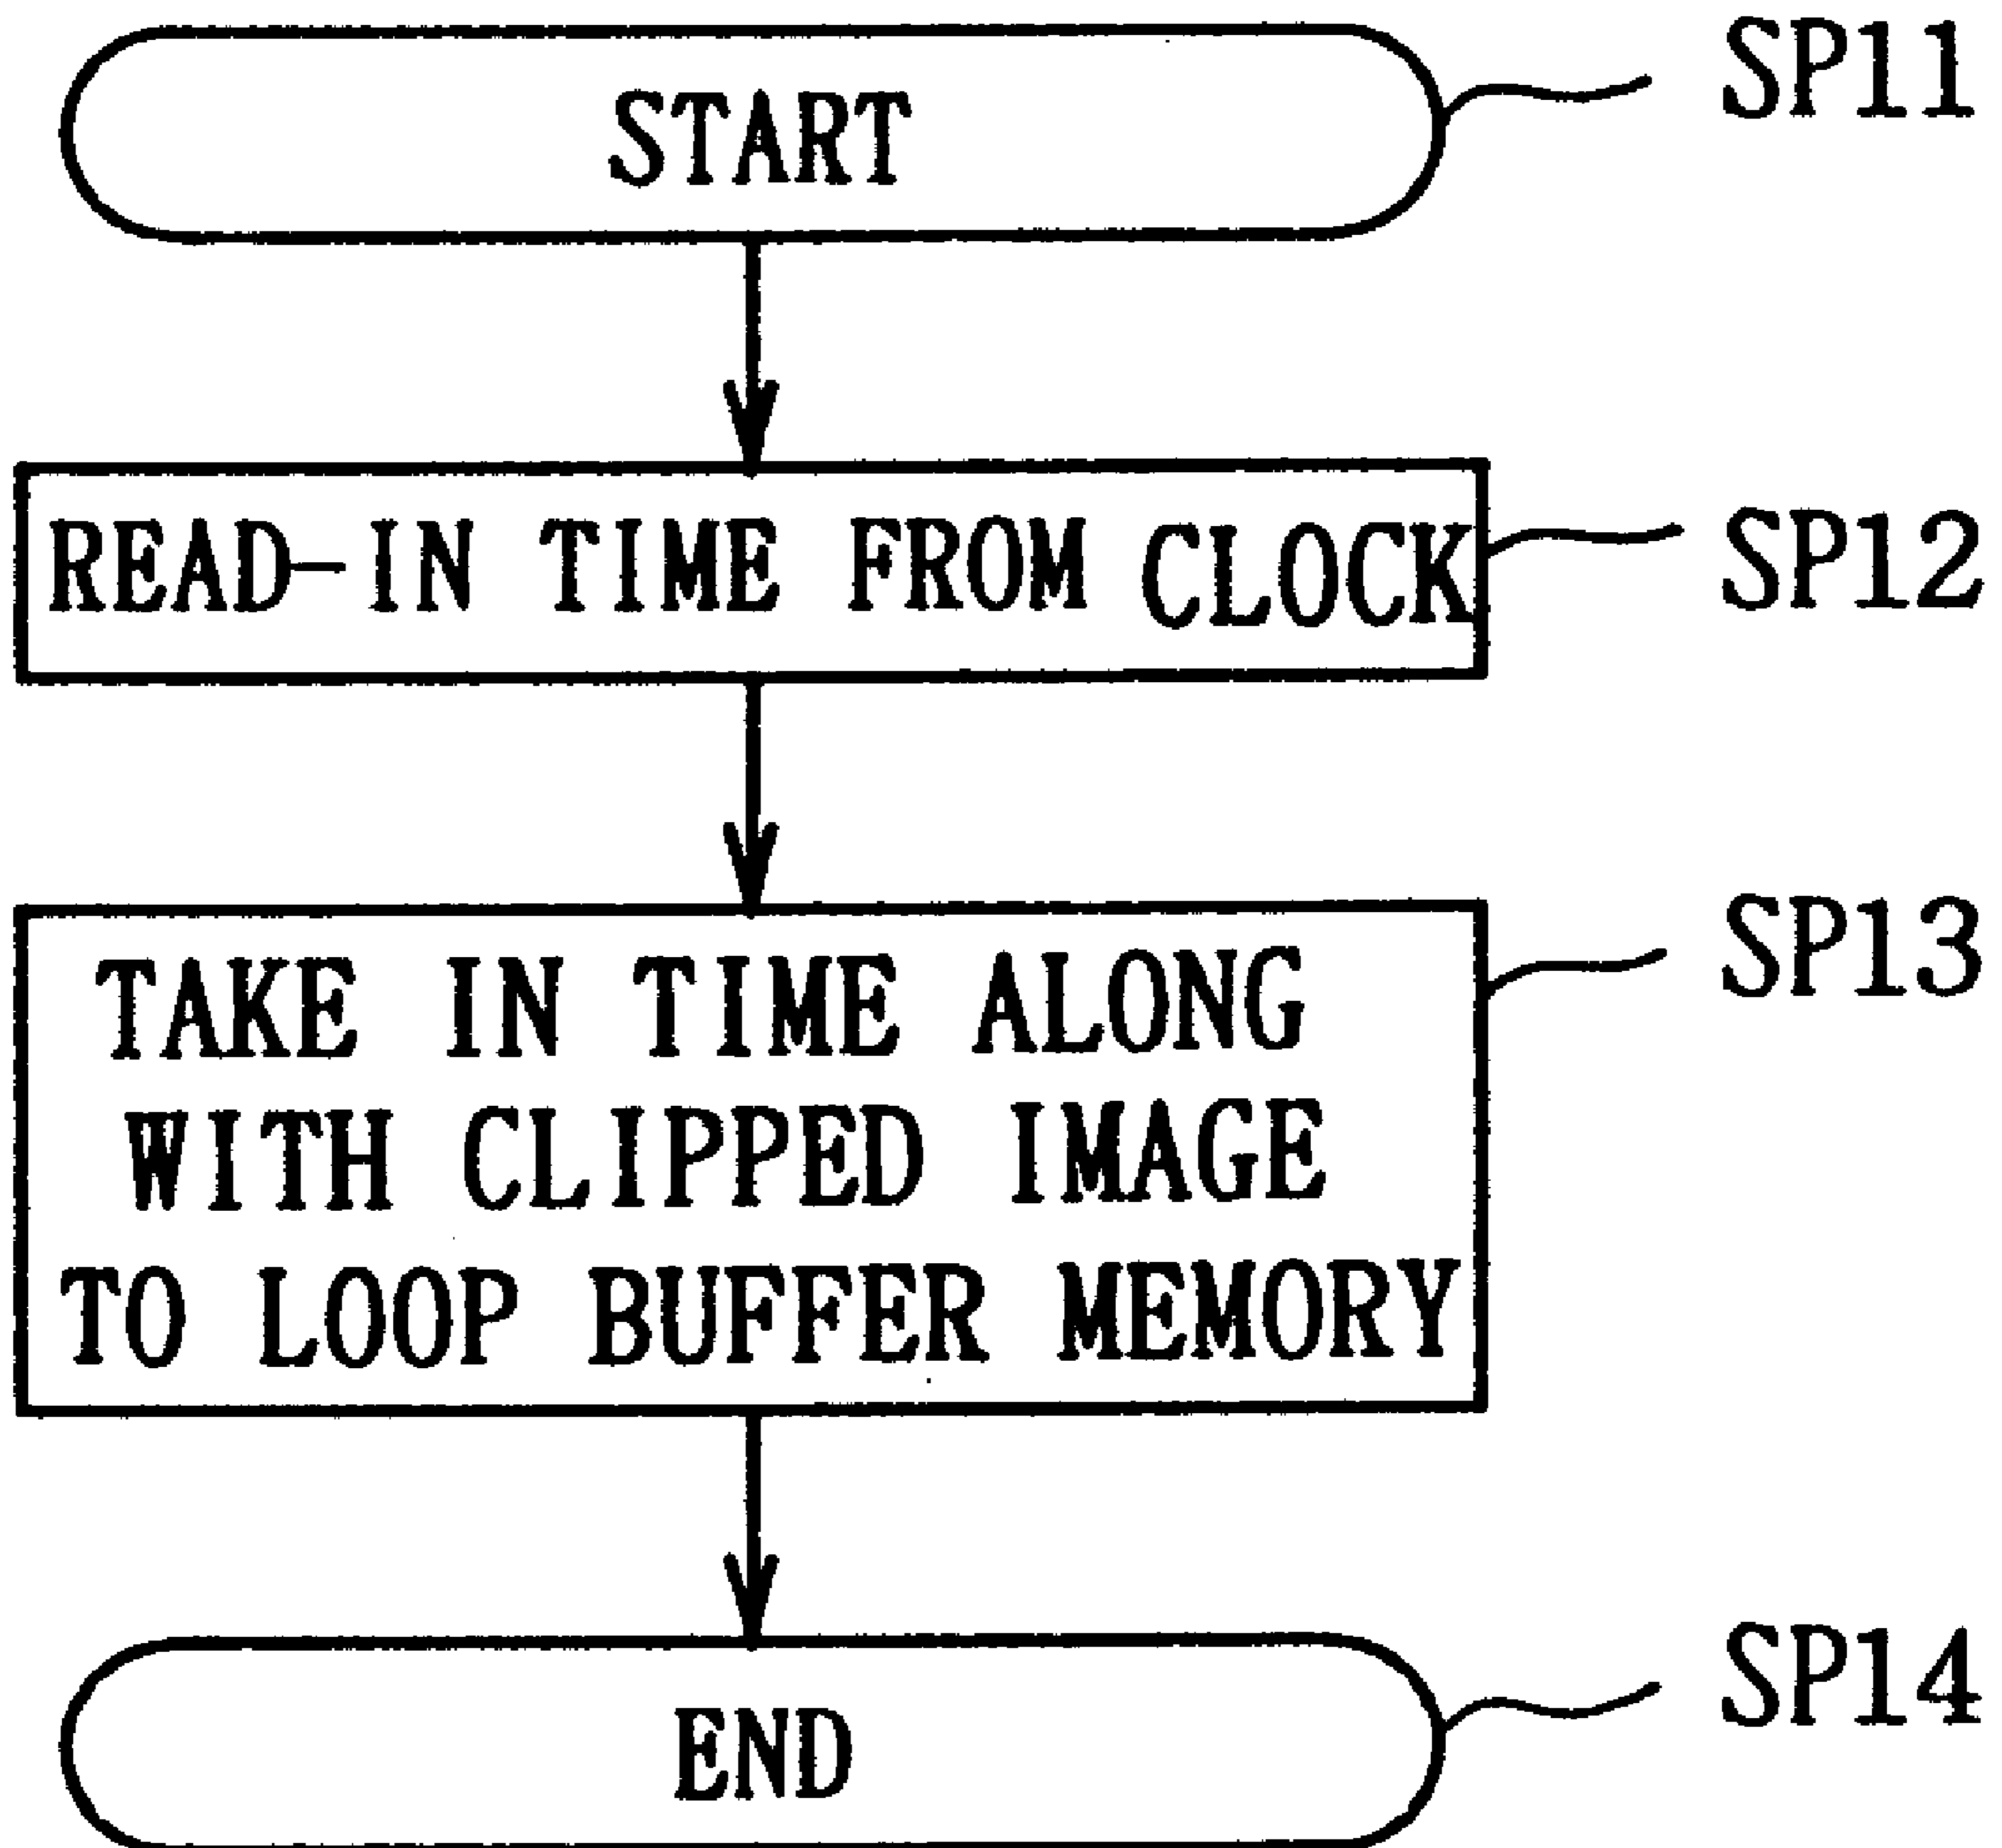 START
SP11
READ-IN TIME FROM CLOCK
SP12
TAKE IN TIME ALONG
WITH CLIPPED IMAGE
TO LOOP BUFFER MEMORY
SP13
END
SP14